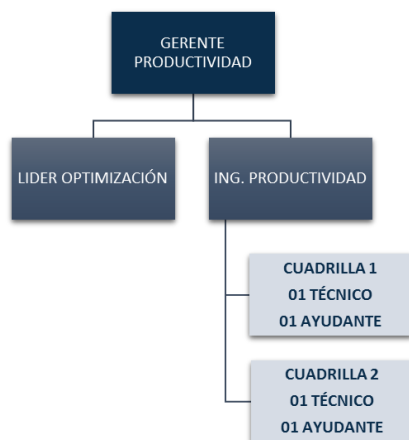 GERENTE
PRODUCTIVIDAD
LIDER OPTIMIZACIÓN
ING. PRODUCTIVIDAD
CUADRILLA 1
01 TÉCNICO
01 AYUDANTE
CUADRILLA 2
01 TÉCNICO
01 AYUDANTE